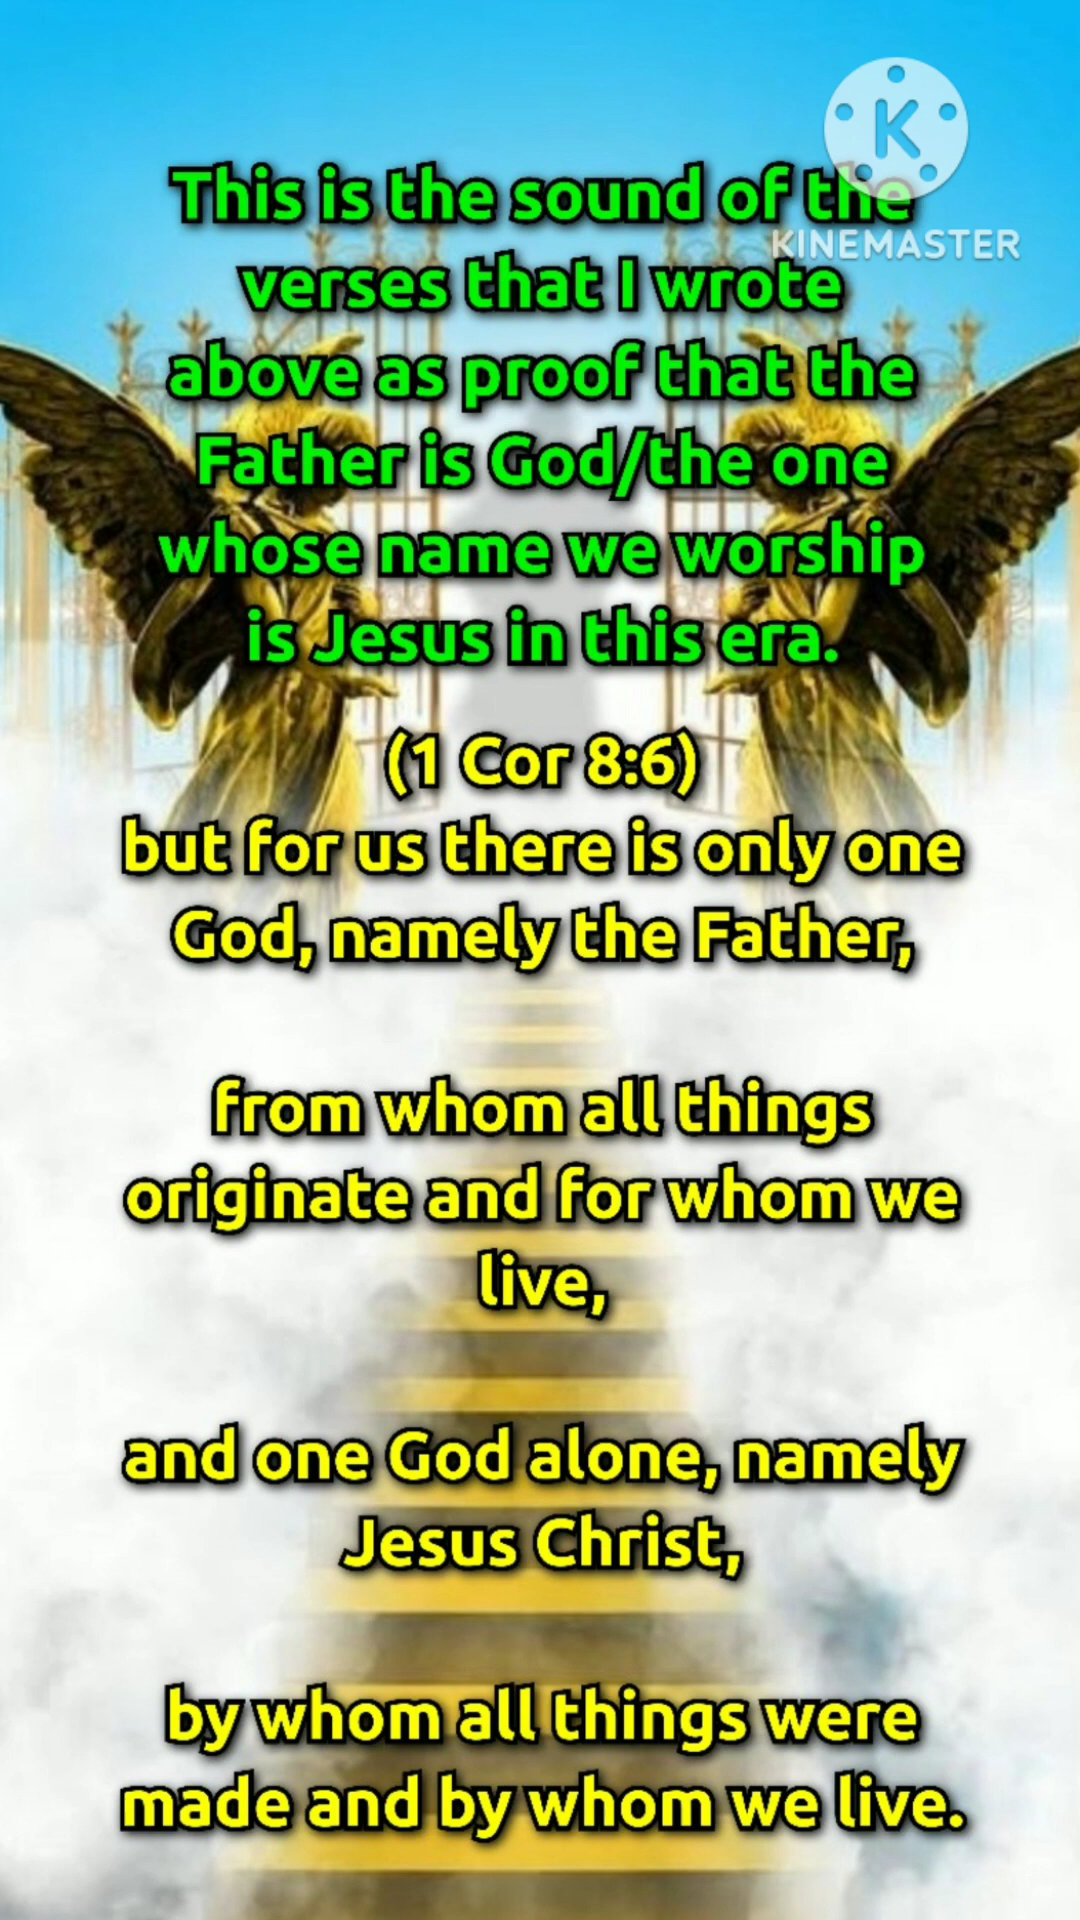 K
KINEMASTER
This is the sound of the
verses that I wrote
above as proof that the
Father is God/the one
whose name we worship
is Jesus in this era.
(1 Cor 8:6)
but for us there is only one
God, namely the Father,
from whom all things
originate and for whom we
live,
and one God alone, namely
Jesus Christ,
by whom all things were
made and by whom we live.